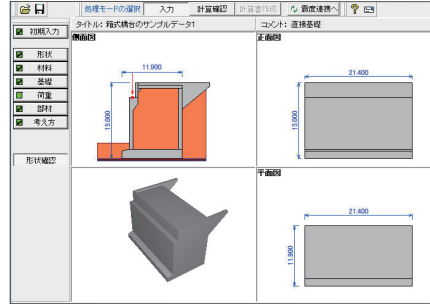 処理モードの選択 入力 計算確認 計算書作成 震度連携へ ?
タイトル: 箱式橋台のサンプルデータ1 コメント: 直接基礎
初期入力
形状
材料
基礎
荷重
部材
考え方
形状確認
側面図
11.900
15.000
正面図
21.400
15.000
平面図
21.400
11.900